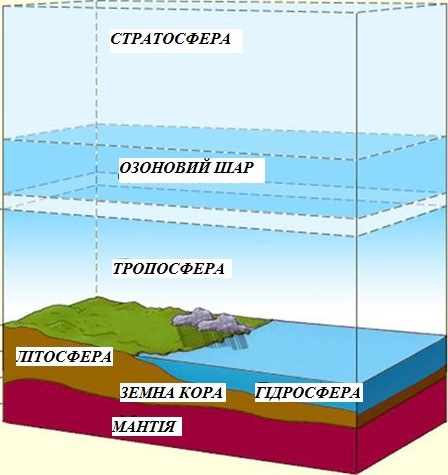 СТРАТОСФЕРА
ОЗОНОВИЙ ШАР
ТРОПОСФЕРА
ЛІТОСФЕРА
ЗЕМНА КОРА
ГІДРОСФЕРА
МАНТІЯ